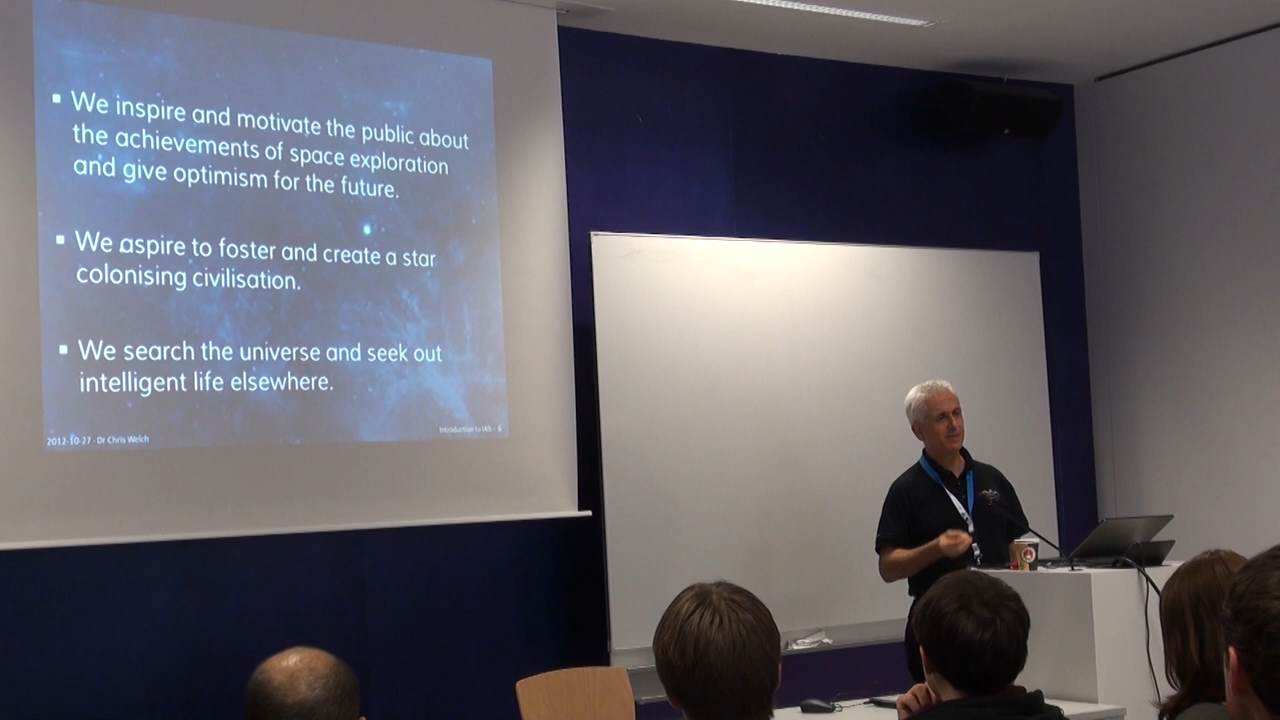 ▪ We inspire and motivate the public about
the achievements of space exploration
and give optimism for the future.
▪ We aspire to foster and create a star
colonising civilisation.
▪ We search the universe and seek out
intelligent life elsewhere.
2012-10-27 - Dr Chris Welch
Introduction to I4IS - 6